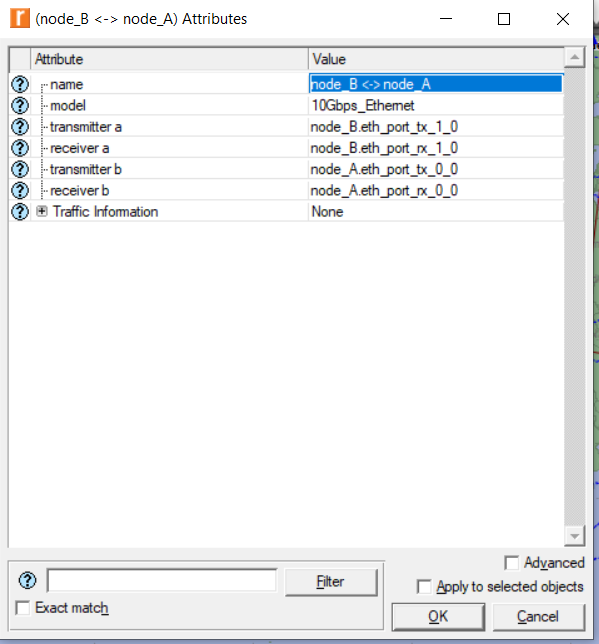 r (node_B <-> node_A) Attributes
Attribute Value
? name node_B <-> node_A
? model 10Gbps_Ethernet
? transmitter a node_B.eth_port_tx_1_0
? receiver a node_B.eth_port_rx_1_0
? transmitter b node_A.eth_port_tx_0_0
? receiver b node_A.eth_port_rx_0_0
? Traffic Information None
Advanced
? Filter Apply to selected objects
Exact match OK Cancel